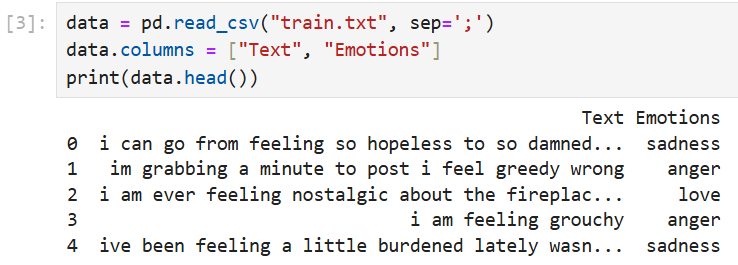 [3]: data = pd.read_csv("train.txt", sep=';')
data.columns = ["Text", "Emotions"]
print(data.head())
Text Emotions
0 i can go from feeling so hopeless to so damned... sadness
1 im grabbing a minute to post i feel greedy wrong anger
2 i am ever feeling nostalgic about the fireplac... love
3 i am feeling grouchy anger
4 ive been feeling a little burdened lately wasn... sadness